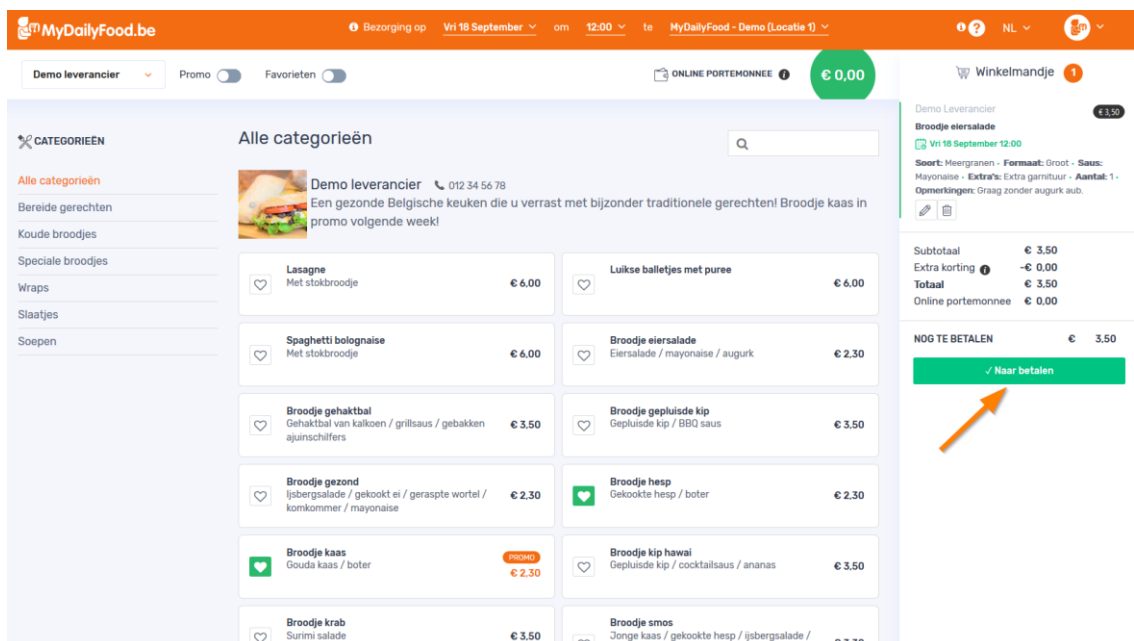 MyDailyFood.be
Bezorging op Vri 18 September om 12:00 te MyDailyFood - Demo (Locatie 1)
NL
Demo leverancier
Promo
Favorieten
ONLINE PORTEMONNEE
€ 0,00
CATEGORIEËN
Alle categorieën
Bereide gerechten
Koude broodjes
Speciale broodjes
Wraps
Slaatjes
Soepen
Alle categorieën
Demo leverancier 012 34 56 78
Een gezonde Belgische keuken die u verrast met bijzonder traditionele gerechten! Broodje kaas in
promo volgende week!
Lasagne
Met stokbroodje
€ 6,00
Luikse balletjes met puree
€ 6,00
Spaghetti bolognaise
Met stokbroodje
€ 6,00
Broodje eiersalade
Eiersalade / mayonaise / augurk
€ 2,30
Broodje gehaktbal
Gehaktbal van kalkoen / grillsaus / gebakken
ajuinschilfers
€ 3,50
Broodje gepluisde kip
Gepluisde kip / BBQ saus
€ 3,50
Broodje gezond
Ijsbergsalade / gekookt ei / geraspte wortel /
komkommer / mayonaise
€ 2,30
Broodje hesp
Gekookte hesp / boter
€ 2,30
Broodje kaas
Gouda kaas / boter
PROMO
€ 2,30
Broodje kip hawai
Gepluisde kip / cocktailsaus / ananas
€ 3,50
Broodje krab
Surimi salade
€ 3,50
Broodje smos
Jonge kaas / gekookte hesp / ijsbergsalade /
Winkelmandje 1
Demo Leverancier
€ 3,50
Broodje eiersalade
Vri 18 September 12:00
Soort: Meergranen - Formaat: Groot - Saus:
Mayonaise - Extra's: Extra garnituur - Aantal: 1 -
Opmerkingen: Graag zonder augurk aub.
Subtotaal € 3,50
Extra korting -€ 0,00
Totaal € 3,50
Online portemonnee € 0,00
NOG TE BETALEN € 3,50
✓ Naar betalen